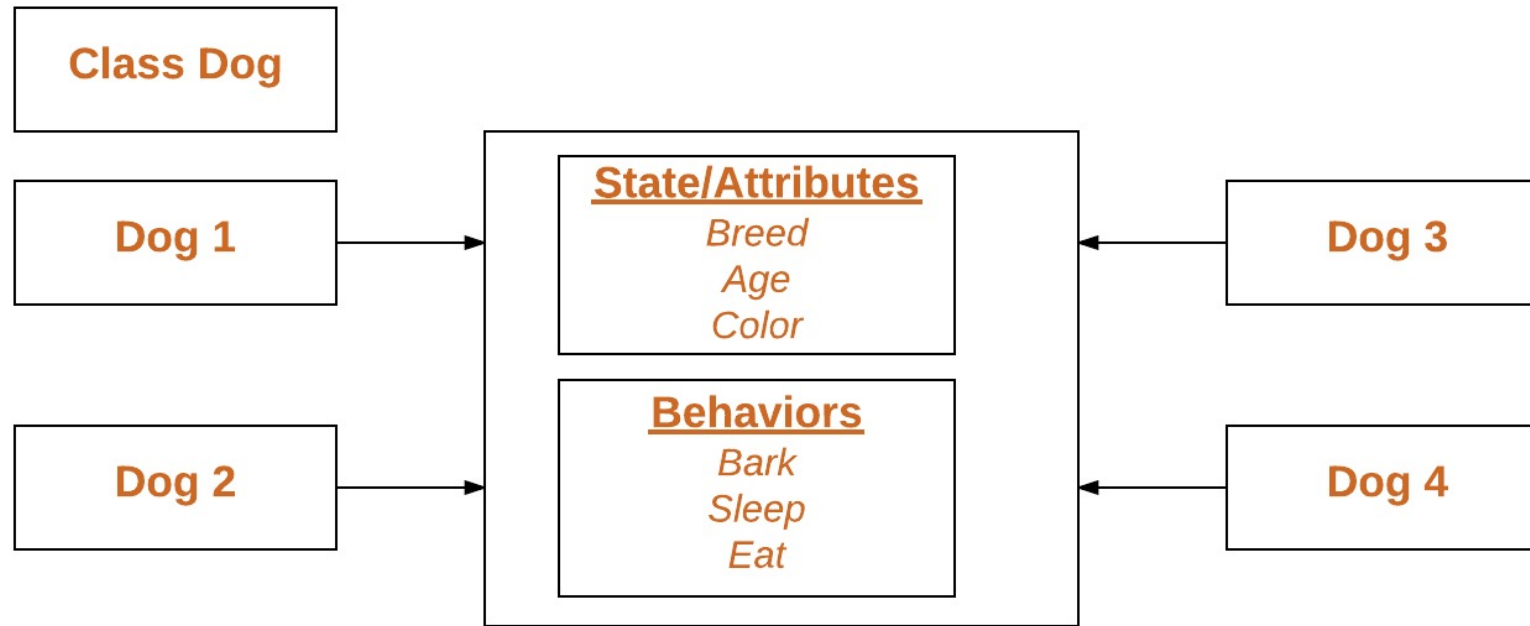 Class Dog
Dog 1
Dog 2
State/Attributes
Breed
Age
Color
Behaviors
Bark
Sleep
Eat
Dog 3
Dog 4